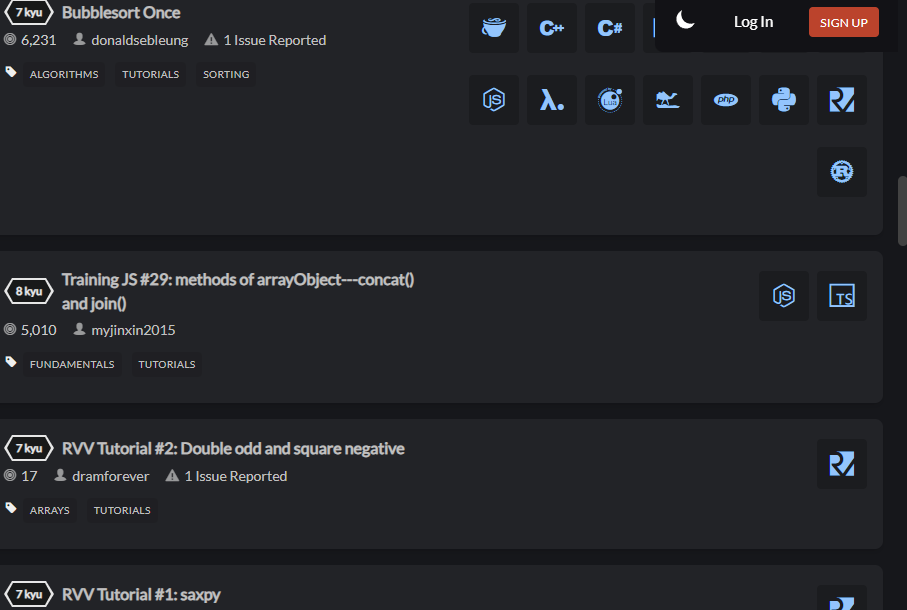 7 kyu Bubblesort Once
6,231 donaldsebleung 1 Issue Reported
ALGORITHMS TUTORIALS SORTING
C++ C# Log In SIGN UP
JS λ. Lua php
R
8 kyu Training JS #29: methods of arrayObject---concat()
and join()
5,010 myjinxin2015
FUNDAMENTALS TUTORIALS
JS TS
7 kyu RVV Tutorial #2: Double odd and square negative
17 dramforever 1 Issue Reported
ARRAYS TUTORIALS
7 kyu RVV Tutorial #1: saxpy